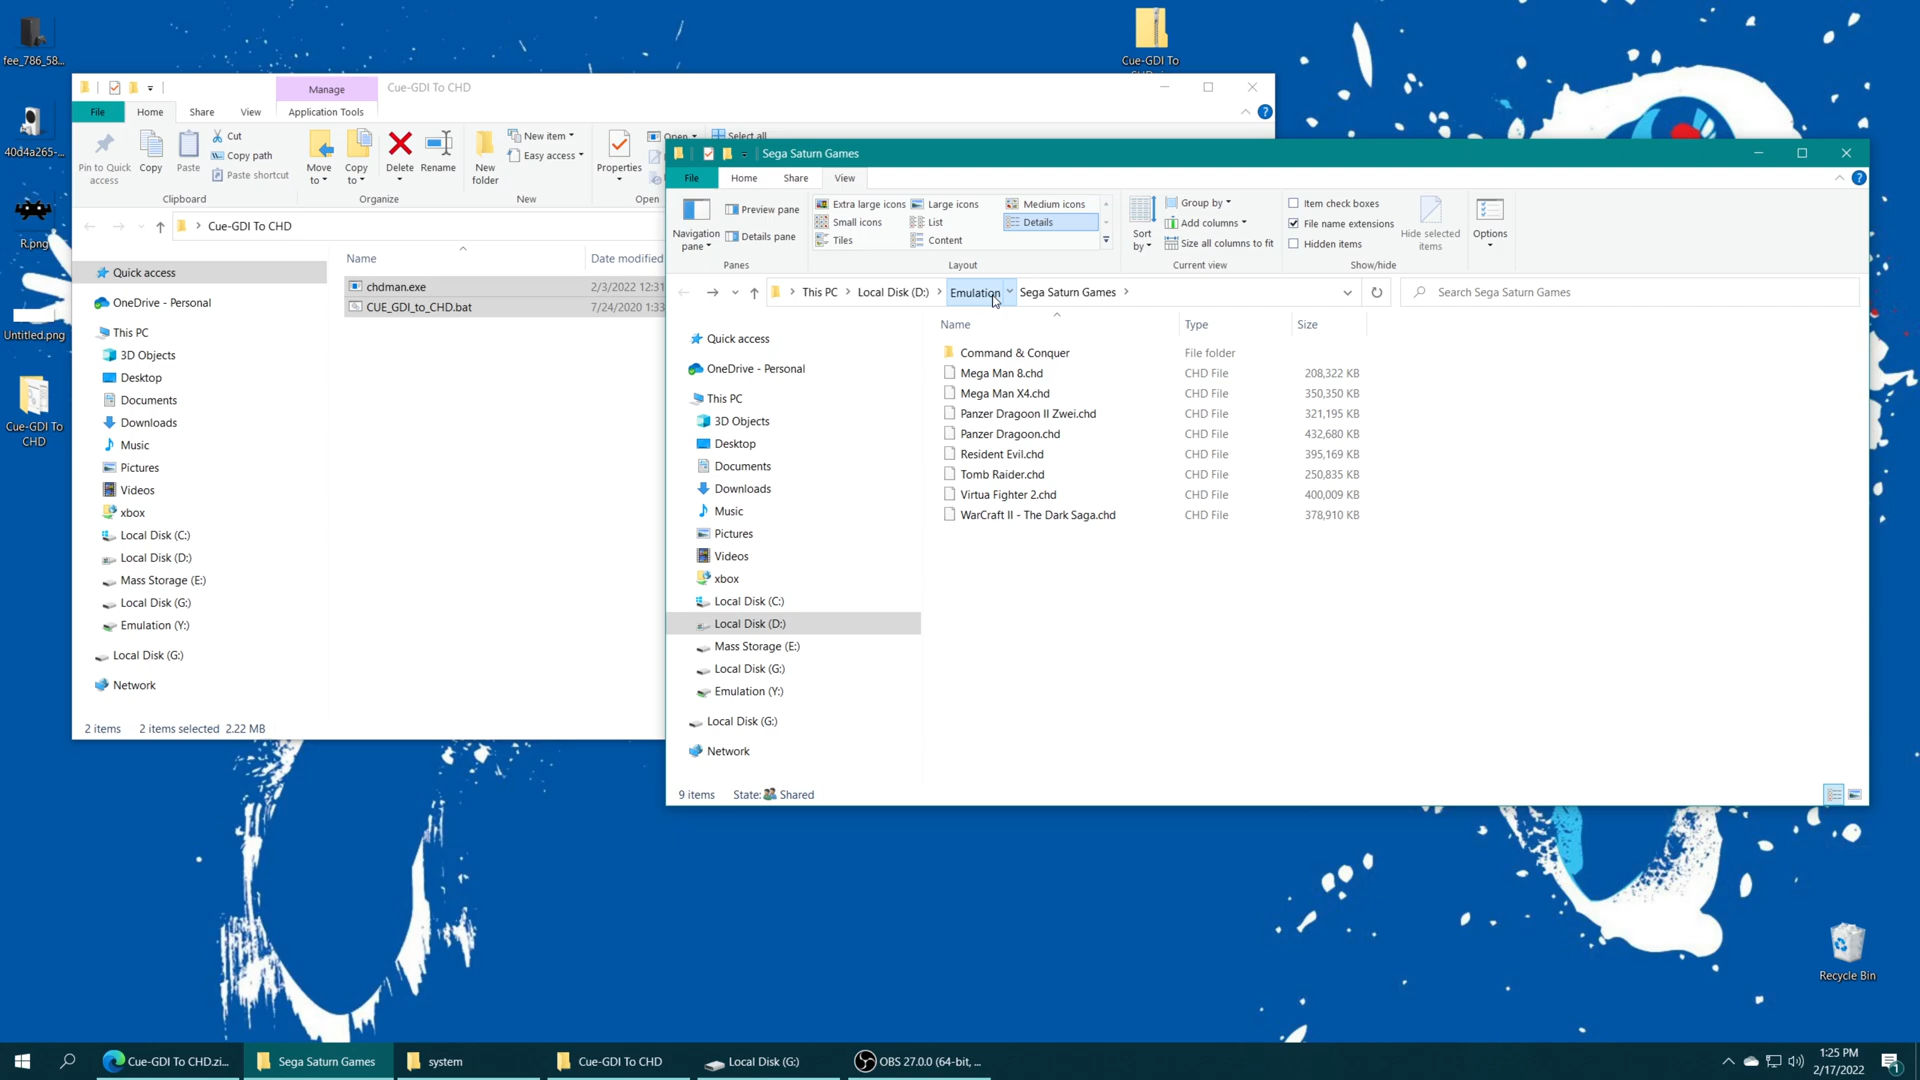 fee_786_58...
40d4a265-...
R.png
Untitled.png
Cue-GDI To
CHD
Cue-GDI To
Manage
Cue-GDI To CHD
File
Home
Share
View
Application Tools
Pin to Quick
access
Copy
Paste
Cut
Copy path
Paste shortcut
Clipboard
Move
to
Copy
to
Delete
Rename
Organize
New
folder
New item
Easy access
New
Properties
Open
Select all
Open
Cue-GDI To CHD
Quick access
OneDrive - Personal
This PC
3D Objects
Desktop
Documents
Downloads
Music
Pictures
Videos
xbox
Local Disk (C:)
Local Disk (D:)
Mass Storage (E:)
Local Disk (G:)
Emulation (Y:)
Local Disk (G:)
Network
Name
Date modified
chdman.exe 2/3/2022 12:31
CUE_GDI_to_CHD.bat 7/24/2020 1:33
2 items 2 items selected 2.22 MB
Sega Saturn Games
File
Home
Share
View
Navigation
pane
Preview pane
Details pane
Panes
Extra large icons
Large icons
Medium icons
Small icons
List
Details
Tiles
Content
Layout
Sort
by
Group by
Add columns
Size all columns to fit
Current view
Item check boxes
File name extensions
Hidden items
Hide selected
items
Show/hide
Options
This PC
Local Disk (D:)
Emulation
Sega Saturn Games
Search Sega Saturn Games
Quick access
OneDrive - Personal
This PC
3D Objects
Desktop
Documents
Downloads
Music
Pictures
Videos
xbox
Local Disk (C:)
Local Disk (D:)
Mass Storage (E:)
Local Disk (G:)
Emulation (Y:)
Local Disk (G:)
Network
Name Type Size
Command & Conquer File folder
Mega Man 8.chd CHD File 208,322 KB
Mega Man X4.chd CHD File 350,350 KB
Panzer Dragoon II Zwei.chd CHD File 321,195 KB
Panzer Dragoon.chd CHD File 432,680 KB
Resident Evil.chd CHD File 395,169 KB
Tomb Raider.chd CHD File 250,835 KB
Virtua Fighter 2.chd CHD File 400,009 KB
WarCraft II - The Dark Saga.chd CHD File 378,910 KB
9 items State: Shared
Recycle Bin
Cue-GDI To CHD.zi...
Sega Saturn Games
system
Cue-GDI To CHD
Local Disk (G:)
OBS 27.0.0 (64-bit, ...
1:25 PM
2/17/2022
1